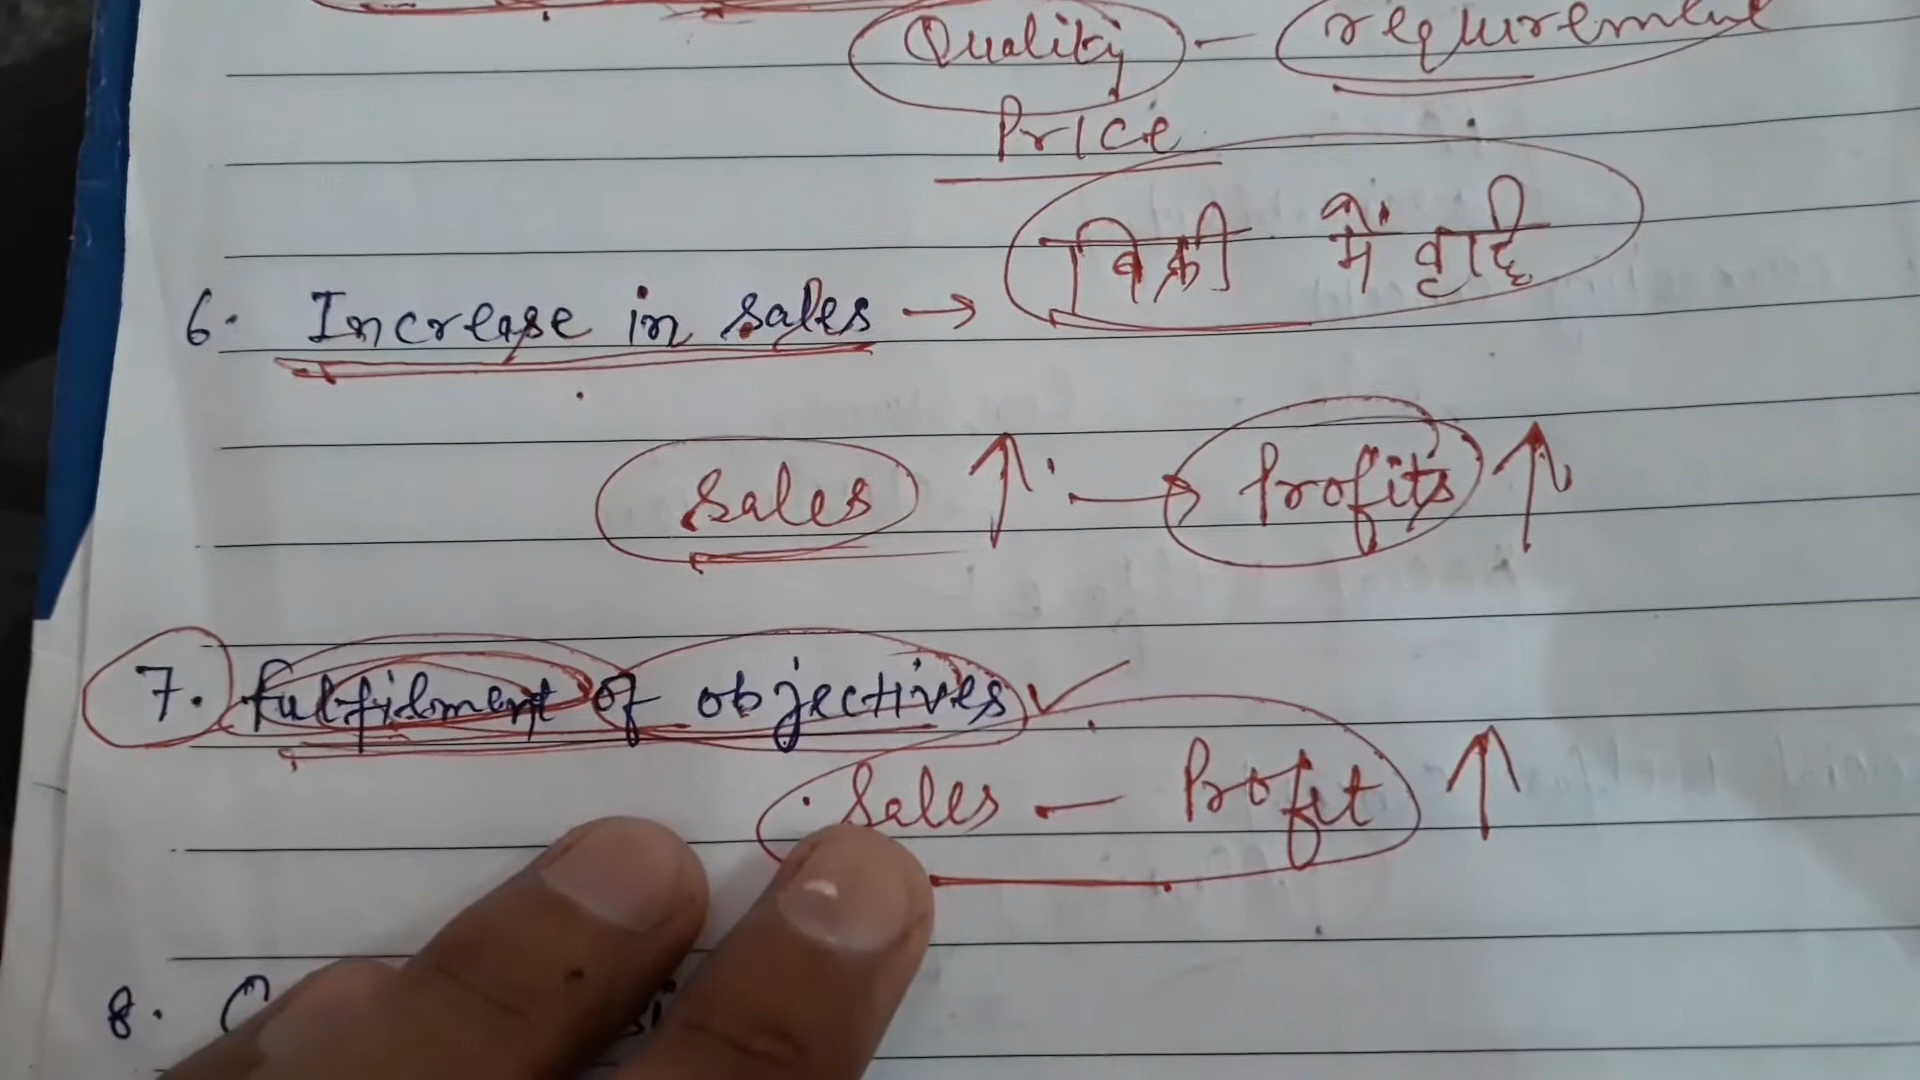 Quality - requirement
Price
बिक्री में वृद्धि
6. Increase in sales →
Sales ↑ → Profits ↑
7. fulfilment of objectives ✓
Sales - Profit ↑
8.